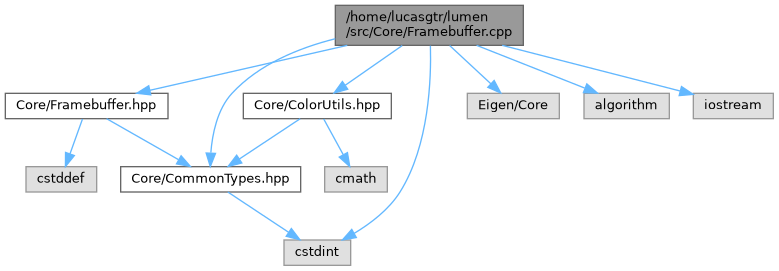 /home/lucasgtr/lumen
/src/Core/Framebuffer.cpp
Core/Framebuffer.hpp
Core/ColorUtils.hpp
Eigen/Core
algorithm
iostream
cstddef
Core/CommonTypes.hpp
cmath
cstdint